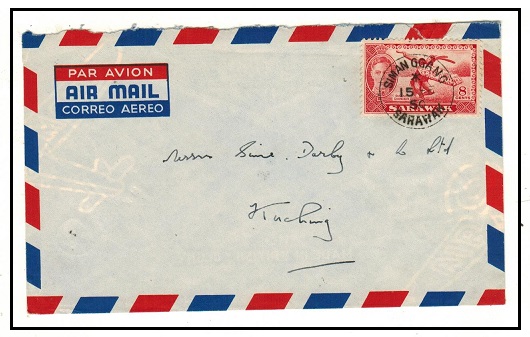 PAR AVION
AIR MAIL
CORREO AEREO
8
SARAWAK
SIMANGGANG
15
SARAWAK
Messrs Sime, Darby & Co Ltd
Kuching